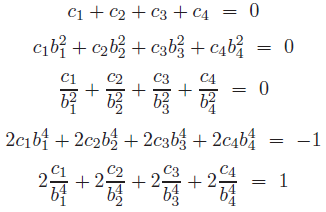 c₁ + c₂ + c₃ + c₄ = 0
c₁b₁² + c₂b₂² + c₃b₃² + c₄b₄² = 0
c₁/b₁² + c₂/b₂² + c₃/b₃² + c₄/b₄² = 0
2c₁b₁⁴ + 2c₂b₂⁴ + 2c₃b₃⁴ + 2c₄b₄⁴ = −1
2 c₁/b₁⁴ + 2 c₂/b₂⁴ + 2 c₃/b₃⁴ + 2 c₄/b₄⁴ = 1